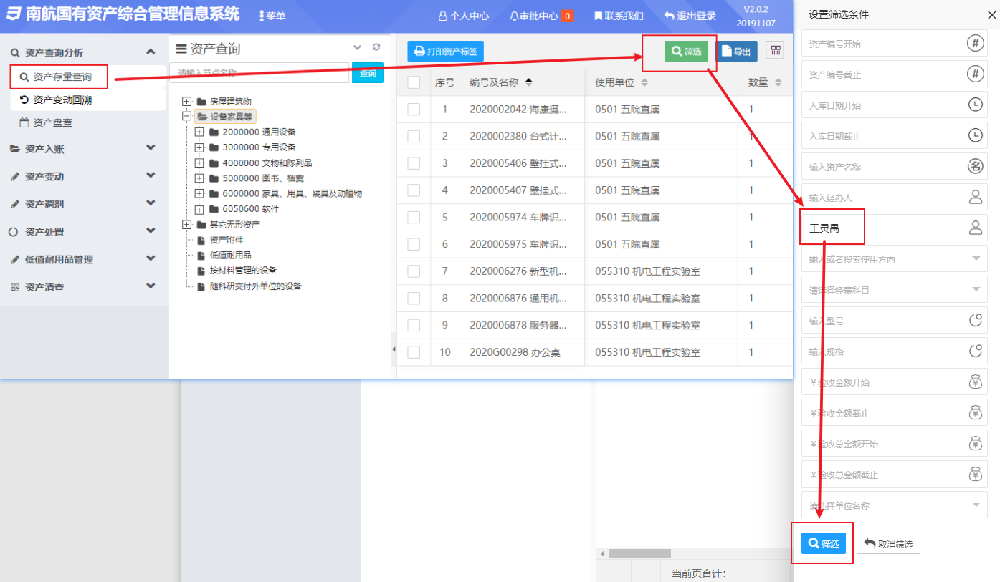 南航国有资产综合管理信息系统
菜单
个人中心
审批中心 0
联系我们
退出登录
V2.0.2
20191107
资产查询分析
资产存量查询
资产变动回溯
资产盘查
资产入账
资产变动
资产调剂
资产处置
低值耐用品管理
资产清查
资产查询
请输入节点名称
查询
房屋建筑物
设备家具等
2000000 通用设备
3000000 专用设备
4000000 文物和陈列品
5000000 图书、档案
6000000 家具、用具、装具及动植物
6050600 软件
其它无形资产
资产附件
低值耐用品
按材料管理的设备
随科研交付外单位的设备
打印资产标签
筛选
导出
序号 编号及名称 使用单位 数量
1 2020002042 海康摄... 0501 五院直属 1
2 2020002380 台式计... 0501 五院直属 1
3 2020005406 壁挂式... 0501 五院直属 1
4 2020005407 壁挂式... 0501 五院直属 1
5 2020005974 车牌识... 0501 五院直属 1
6 2020005975 车牌识... 0501 五院直属 1
7 2020006276 新型机... 055310 机电工程实验室 1
8 2020006876 通用机... 055310 机电工程实验室 1
9 2020006878 服务器... 055310 机电工程实验室 1
10 2020G00298 办公桌 055310 机电工程实验室 1
当前页合计：
设置筛选条件
资产编号开始 #
资产编号截止 #
入库日期开始
入库日期截止
输入资产名称 名
输入经办人
王灵禺
输入或者搜索使用方向
请选择经费科目
输入型号
输入规格
￥验收金额开始 ¥
￥验收金额截止 ¥
￥验收总金额开始 ¥
￥验收总金额截止 ¥
请选择单位名称
筛选
取消筛选